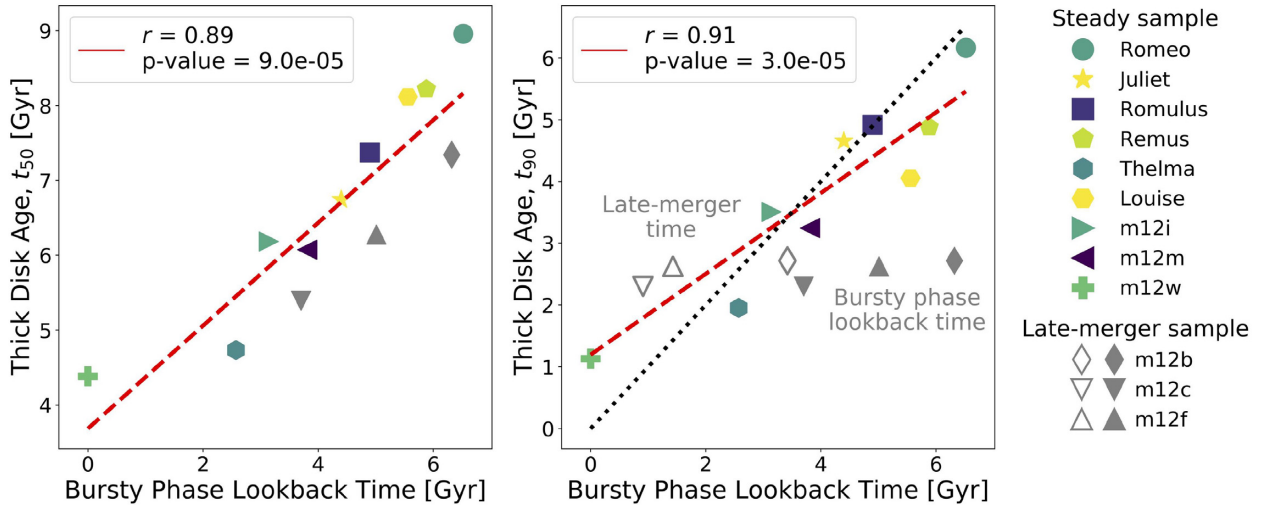 r = 0.89
p-value = 9.0e-05
Thick Disk Age, t50 [Gyr]
9
8
7
6
5
4
0 2 4 6
Bursty Phase Lookback Time [Gyr]
r = 0.91
p-value = 3.0e-05
Thick Disk Age, t90 [Gyr]
6
5
4
3
2
1
0
Late-merger
time
Bursty phase
lookback time
0 2 4 6
Bursty Phase Lookback Time [Gyr]
Steady sample
Romeo
Juliet
Romulus
Remus
Thelma
Louise
m12i
m12m
m12w
Late-merger sample
m12b
m12c
m12f